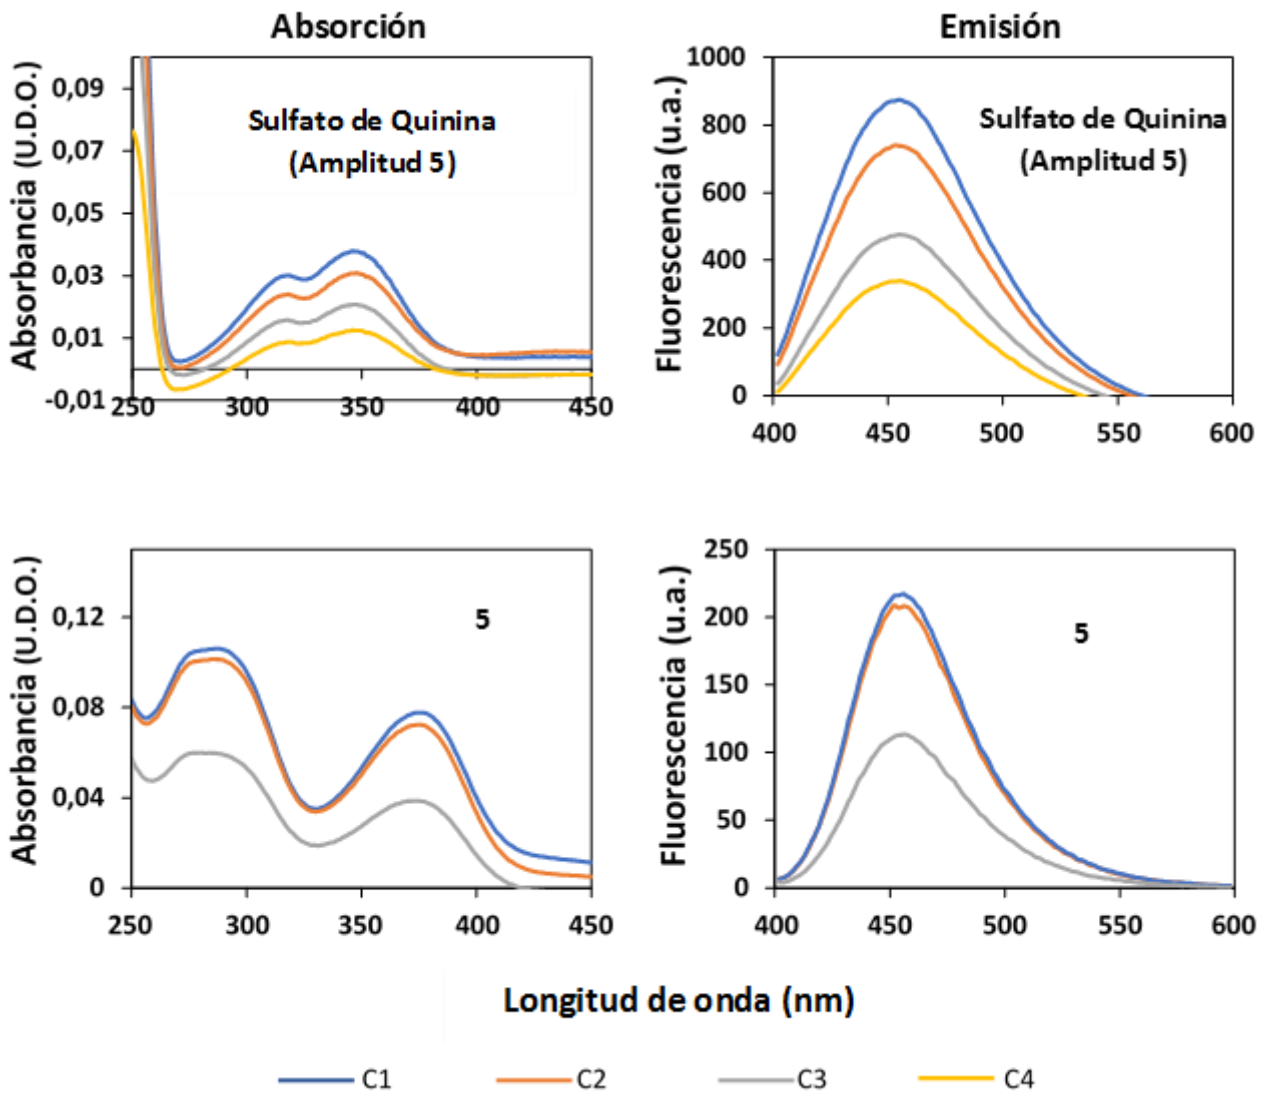 Absorción
Absorbancia (U.D.O.)
0,09
0,07
0,05
0,03
0,01
-0,01
250 300 350 400 450
Sulfato de Quinina
(Amplitud 5)
Emisión
Fluorescencia (u.a.)
1000
800
600
400
200
0
400 450 500 550 600
Sulfato de Quinina
(Amplitud 5)
Absorbancia (U.D.O.)
0,12
0,08
0,04
0
250 300 350 400 450
5
Fluorescencia (u.a.)
250
200
150
100
50
0
400 450 500 550 600
5
Longitud de onda (nm)
C1 C2 C3 C4